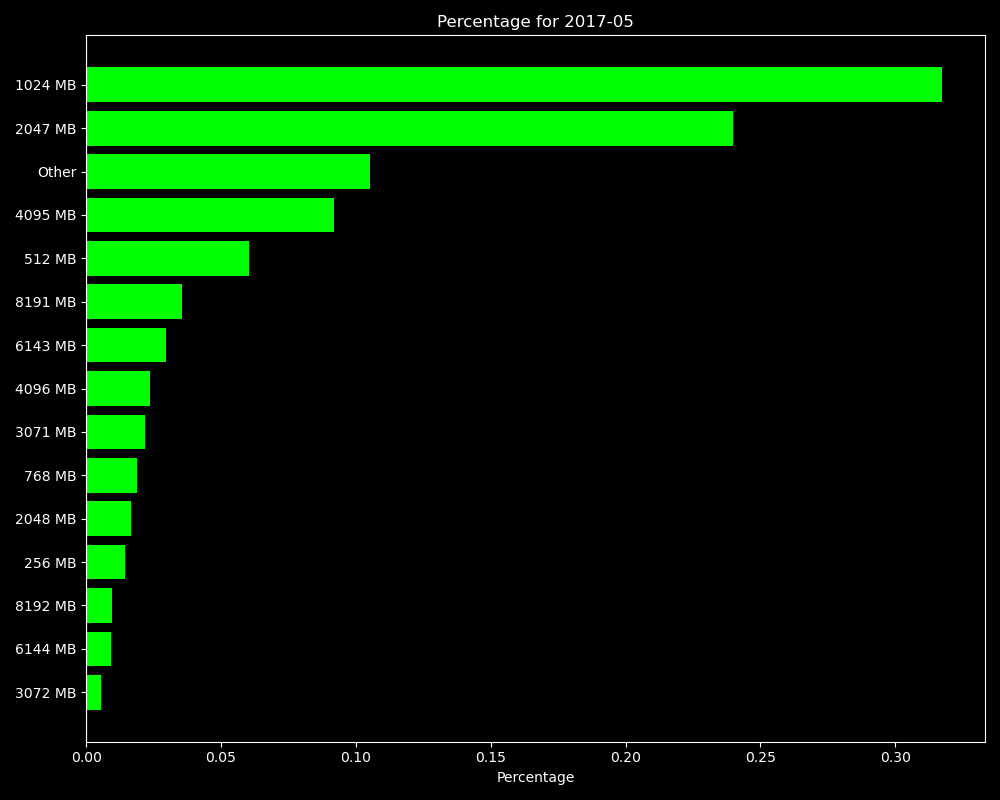 Percentage for 2017-05
1024 MB
2047 MB
Other
4095 MB
512 MB
8191 MB
6143 MB
4096 MB
3071 MB
768 MB
2048 MB
256 MB
8192 MB
6144 MB
3072 MB
0.00 0.05 0.10 0.15 0.20 0.25 0.30
Percentage